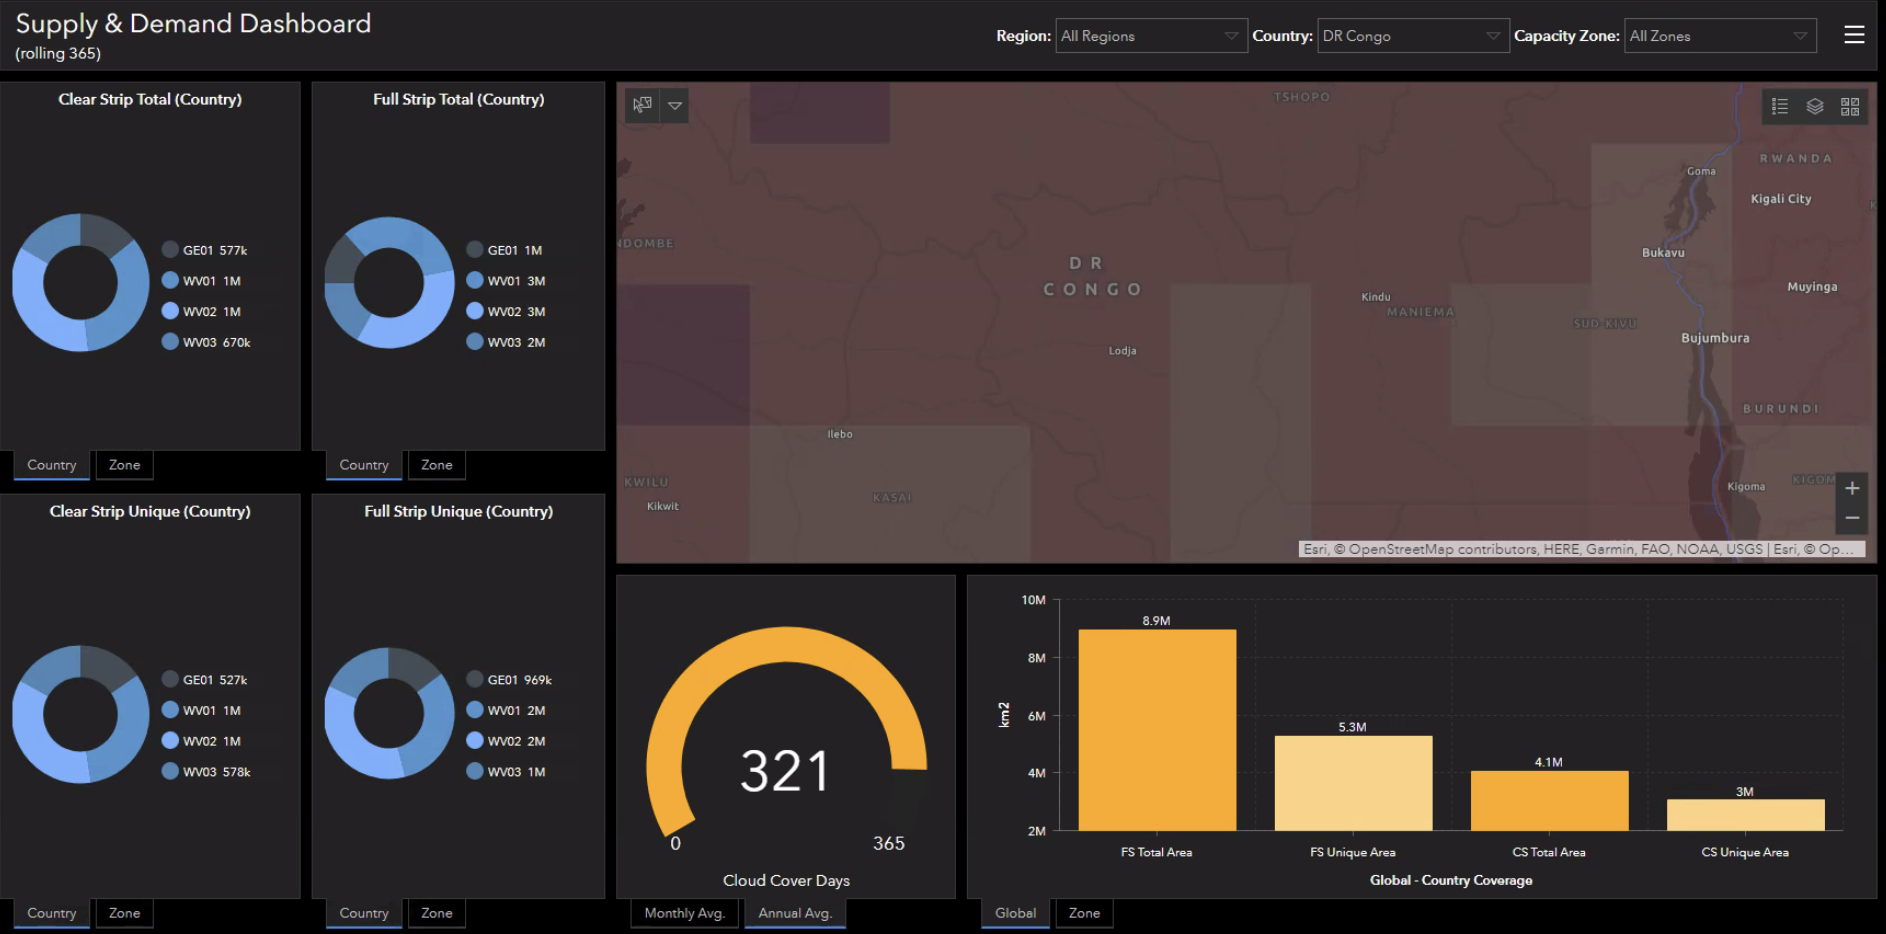 Supply & Demand Dashboard
(rolling 365)
Region: All Regions Country: DR Congo Capacity Zone: All Zones
Clear Strip Total (Country)
GE01 577k
WV01 1M
WV02 1M
WV03 670k
Country Zone
Full Strip Total (Country)
GE01 1M
WV01 3M
WV02 3M
WV03 2M
Country Zone
TSHOPO
RWANDA
Goma
Kigali City
NDOMBE
Bukavu
DR
CONGO
Muyinga
Kindu
MANIEMA
SUD-KIVU
Bujumbura
Lodja
BURUNDI
Ilebo
KWILU
Kikwit
KASAI
Kigoma
KIGOM
+
−
Esri, © OpenStreetMap contributors, HERE, Garmin, FAO, NOAA, USGS | Esri, © Op...
Clear Strip Unique (Country)
GE01 527k
WV01 1M
WV02 1M
WV03 578k
Country Zone
Full Strip Unique (Country)
GE01 969k
WV01 2M
WV02 2M
WV03 1M
Country Zone
321
0 365
Cloud Cover Days
Monthly Avg. Annual Avg.
10M
8M
6M
4M
2M
km2
8.9M
5.3M
4.1M
3M
FS Total Area FS Unique Area CS Total Area CS Unique Area
Global - Country Coverage
Global Zone